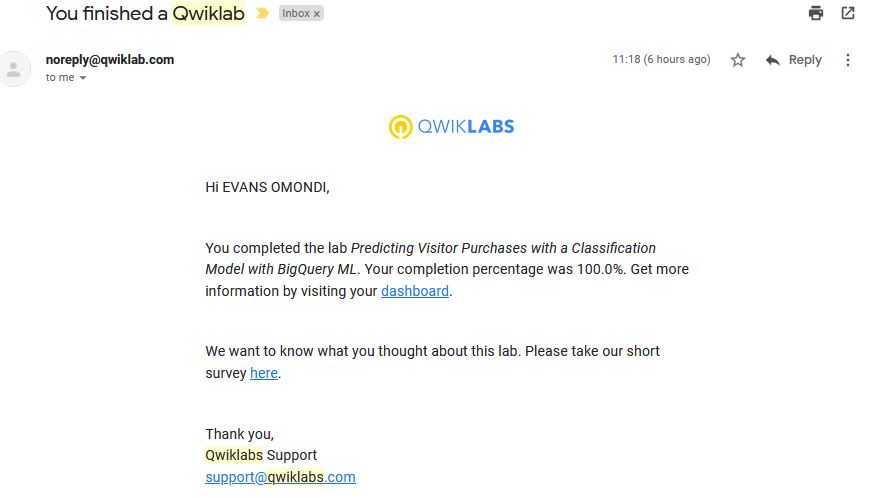 You finished a Qwiklab
Inbox x
noreply@qwiklab.com
11:18 (6 hours ago)
Reply
to me
QWIKLABS
Hi EVANS OMONDI,
You completed the lab Predicting Visitor Purchases with a Classification
Model with BigQuery ML. Your completion percentage was 100.0%. Get more
information by visiting your dashboard.
We want to know what you thought about this lab. Please take our short
survey here.
Thank you,
Qwiklabs Support
support@qwiklabs.com